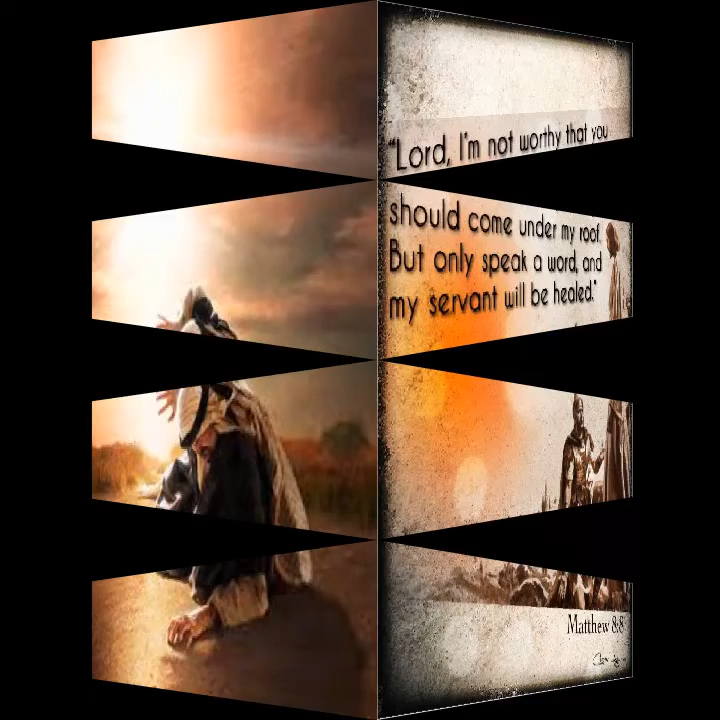 "Lord, I'm not worthy that you
should come under my roof.
But only speak a word, and
my servant will be healed."
Matthew 8:8